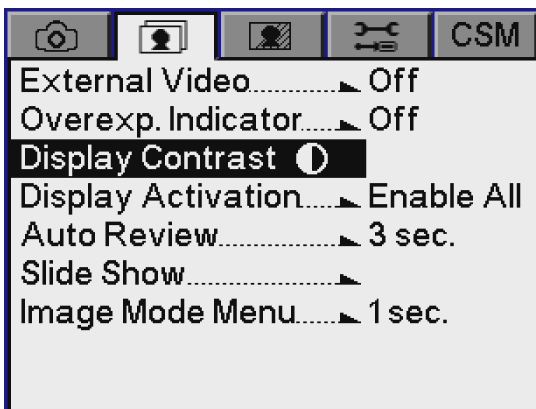 CSM
External Video............ Off
Overexp. Indicator...... Off
Display Contrast
Display Activation..... Enable All
Auto Review................ 3 sec.
Slide Show......................
Image Mode Menu...... 1 sec.